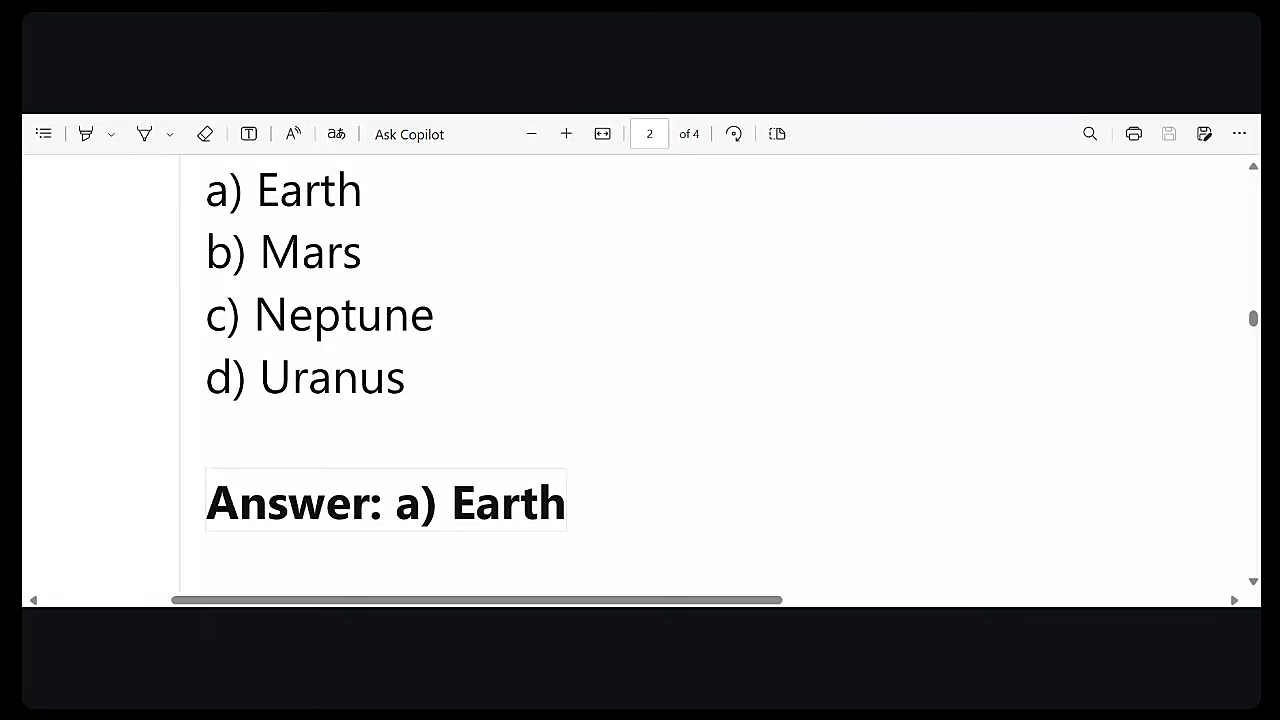 Ask Copilot 2 of 4
a) Earth
b) Mars
c) Neptune
d) Uranus
Answer: a) Earth